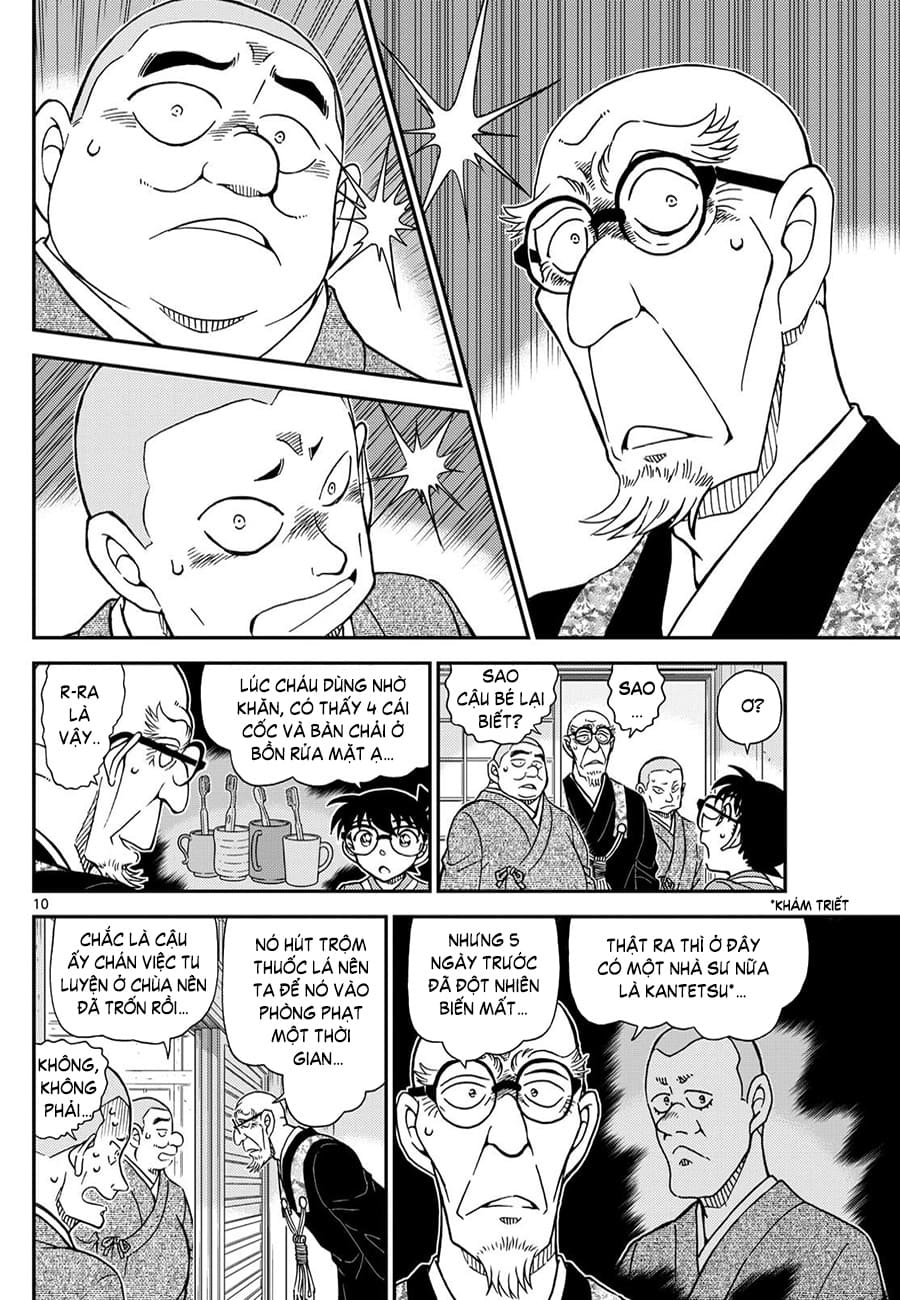 Ơ?
SAO
...
SAO
CẬU BÉ LẠI
BIẾT?
LÚC CHÁU DÙNG NHỜ
KHĂN, CÓ THẤY 4 CÁI
CỐC VÀ BÀN CHẢI Ở
BỒN RỬA MẶT Ạ...
R-RA
LÀ
VẬY..
10
*KHÁM TRIẾT
THẬT RA THÌ Ở ĐÂY
CÓ MỘT NHÀ SƯ NỮA
LÀ KANTETSU*...
NHƯNG 5
NGÀY TRƯỚC
ĐÃ ĐỘT NHIÊN
BIẾN MẤT...
NÓ HÚT TRỘM
THUỐC LÁ NÊN
TA ĐỂ NÓ VÀO
PHÒNG PHẠT
MỘT THỜI
GIAN...
CHẮC LÀ CẬU
ẤY CHÁN VIỆC TU
LUYỆN Ở CHÙA NÊN
ĐÃ TRỐN RỒI...
KHÔNG,
KHÔNG
PHẢI...